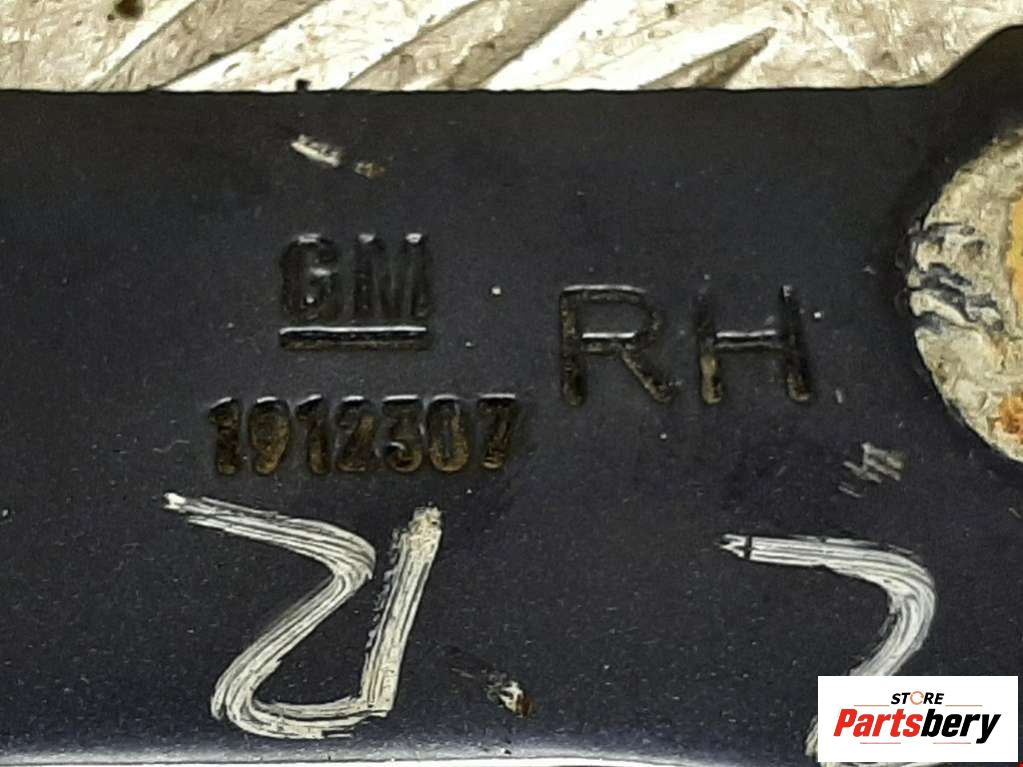 GM
RH
1912307
STORE
Partsbery